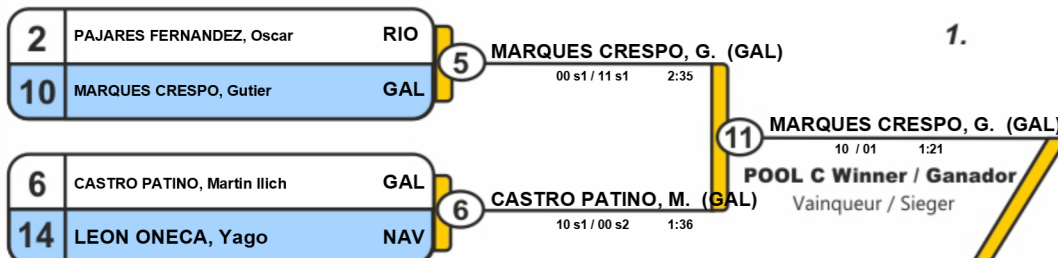 2 PAJARES FERNANDEZ, Oscar RIO
10 MARQUES CRESPO, Gutier GAL
5 MARQUES CRESPO, G. (GAL)
00 s1 / 11 s1 2:35
6 CASTRO PATINO, Martin Ilich GAL
14 LEON ONECA, Yago NAV
6 CASTRO PATINO, M. (GAL)
10 s1 / 00 s2 1:36
1.
11 MARQUES CRESPO, G. (GAL)
10 / 01 1:21
POOL C Winner / Ganador
Vainqueur / Sieger